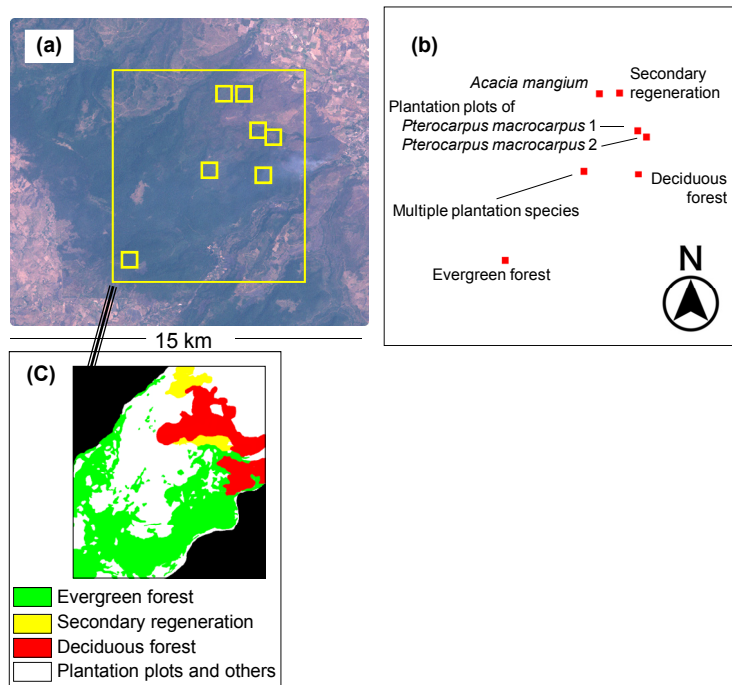 (a)
15 km
(b)
Acacia mangium
Secondary
regeneration
Plantation plots of
Pterocarpus macrocarpus 1
Pterocarpus macrocarpus 2
Multiple plantation species
Deciduous
forest
Evergreen forest
N
(C)
Evergreen forest
Secondary regeneration
Deciduous forest
Plantation plots and others